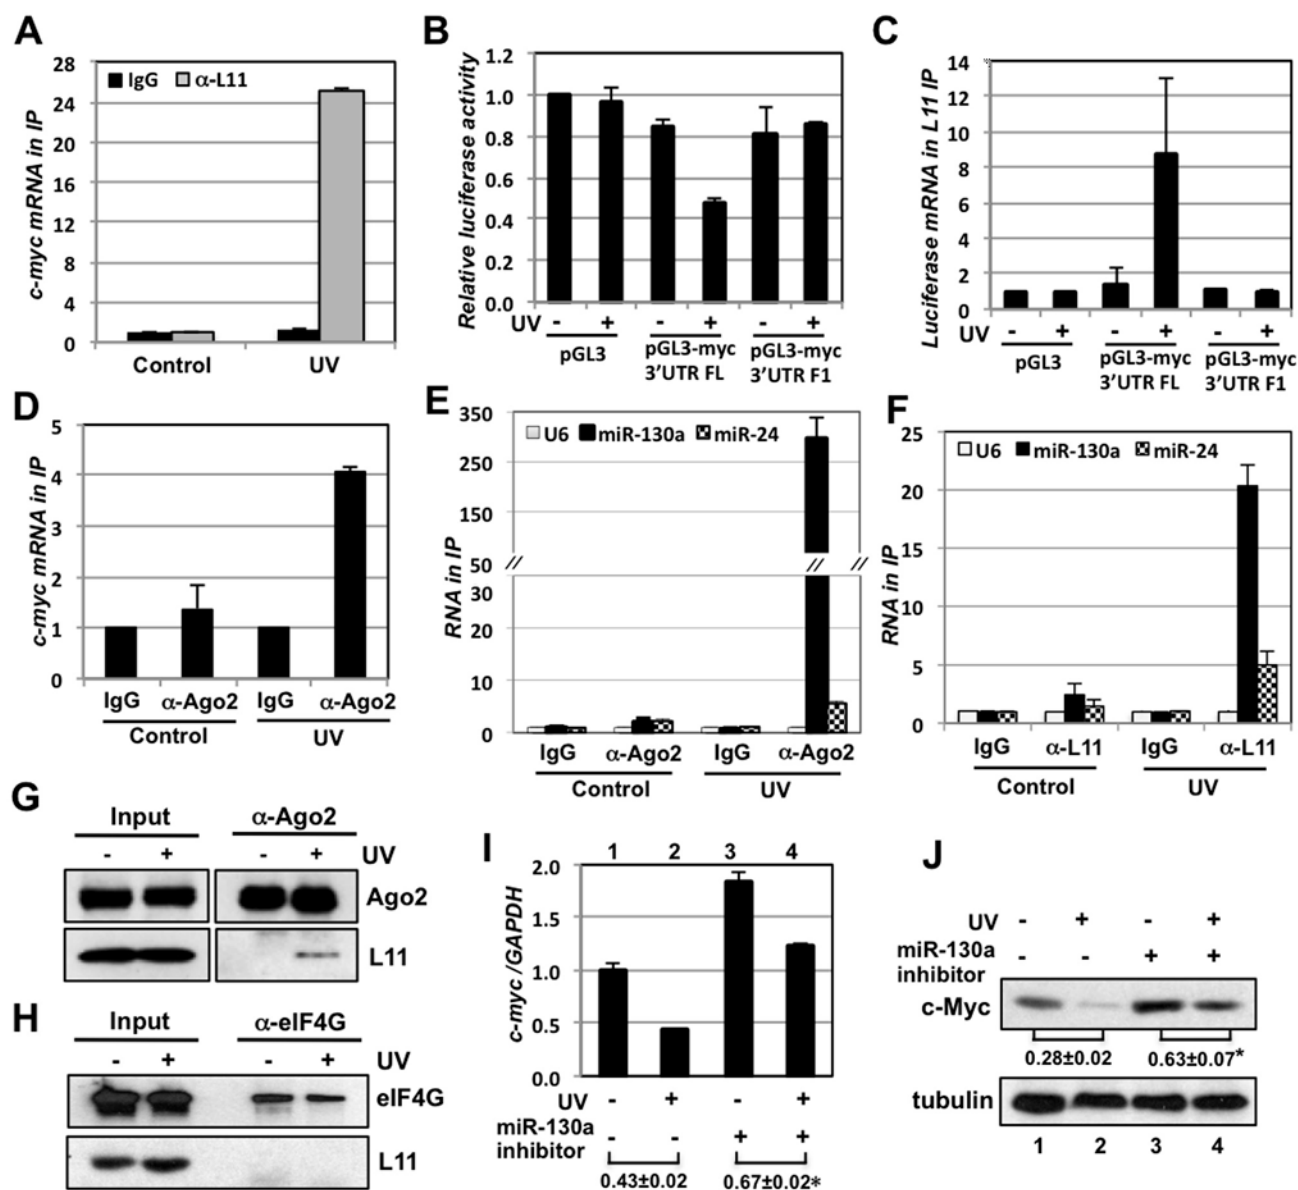 A
c-myc mRNA in IP
28
24
20
16
12
8
4
0
IgG α-L11
Control UV
B
Relative luciferase activity
1.2
1.0
0.8
0.6
0.4
0.2
0.0
UV - + - + - +
pGL3 pGL3-myc pGL3-myc
3'UTR FL 3'UTR F1
C
Luciferase mRNA in L11 IP
14
12
10
8
6
4
2
0
UV - + - + - +
pGL3 pGL3-myc pGL3-myc
3'UTR FL 3'UTR F1
D
c-myc mRNA in IP
5
4
3
2
1
0
IgG α-Ago2 IgG α-Ago2
Control UV
E
RNA in IP
350
250
150
50
30
20
10
0
U6 miR-130a miR-24
IgG α-Ago2 IgG α-Ago2
Control UV
F
RNA in IP
25
20
15
10
5
0
U6 miR-130a miR-24
IgG α-L11 IgG α-L11
Control UV
G
Input α-Ago2
- + - + UV
Ago2
L11
H
Input α-eIF4G
- + - + UV
eIF4G
L11
I
1 2 3 4
c-myc /GAPDH
2.0
1.5
1.0
0.5
0.0
UV - + - +
miR-130a
inhibitor - - + +
0.43±0.02 0.67±0.02*
J
UV - + - +
miR-130a
inhibitor - - + +
c-Myc
0.28±0.02 0.63±0.07*
tubulin
1 2 3 4